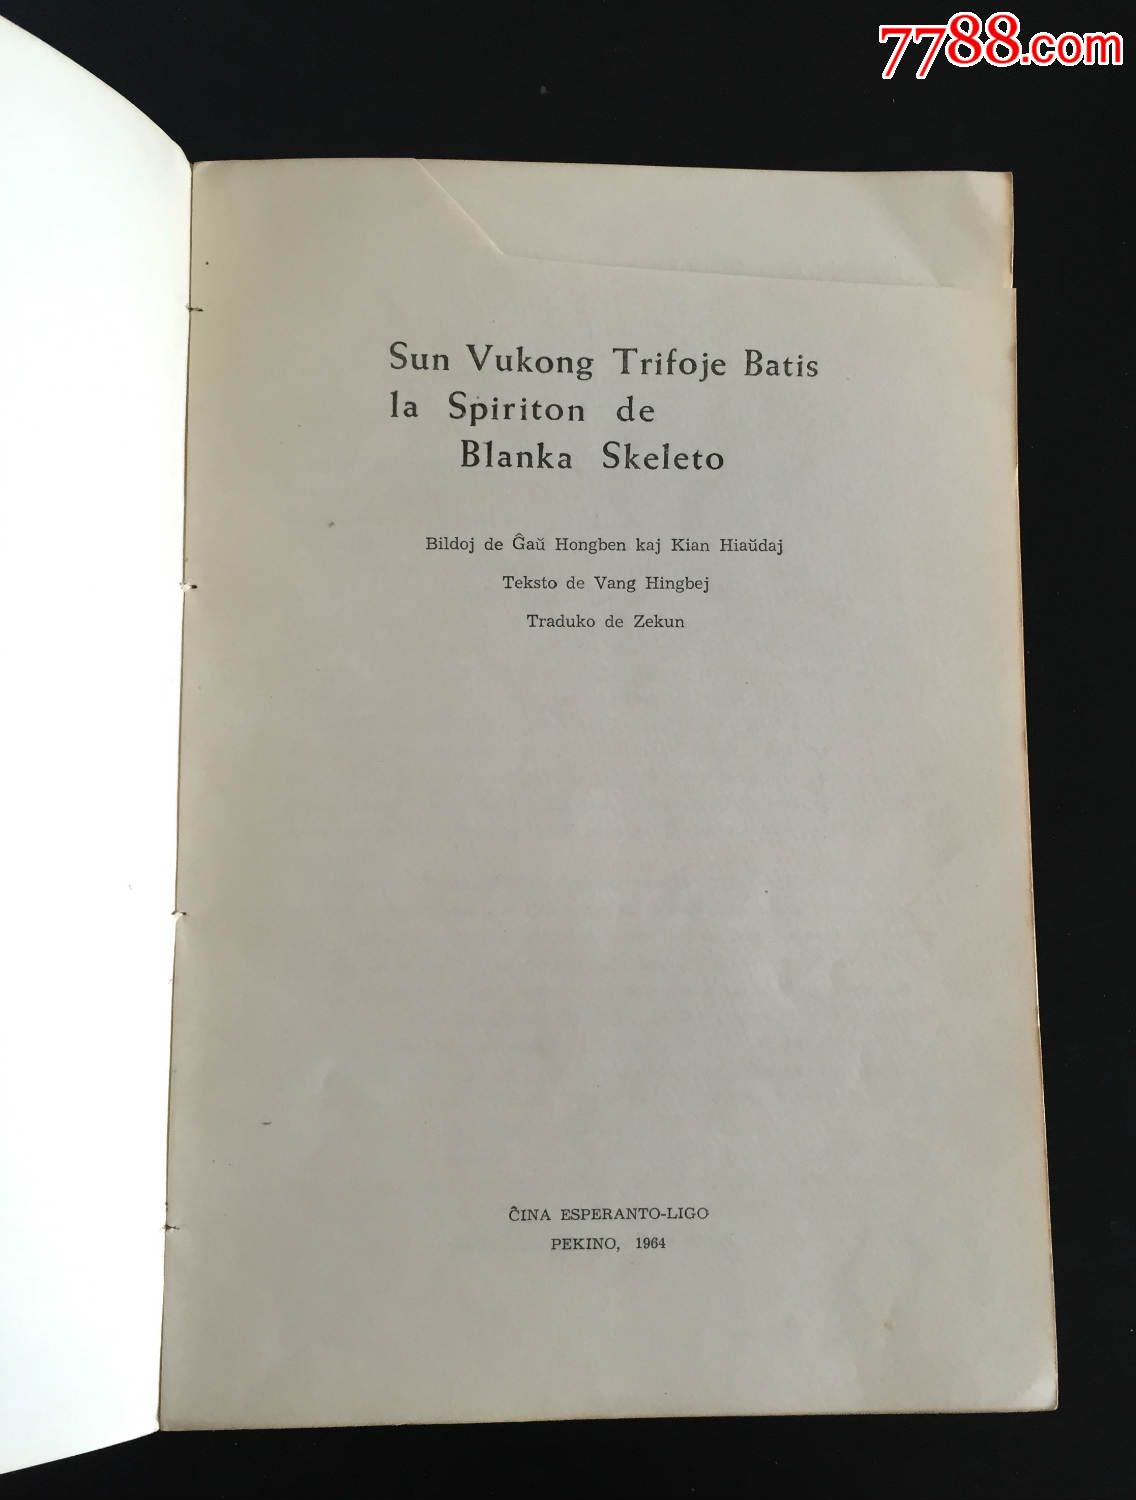 7788.com
Sun Vukong Trifoje Batis
la Spiriton de
Blanka Skeleto
Bildoj de Ĝaŭ Hongben kaj Kian Hiaŭdaj
Teksto de Vang Hingbej
Traduko de Zekun
ĈINA ESPERANTO-LIGO
PEKINO, 1964